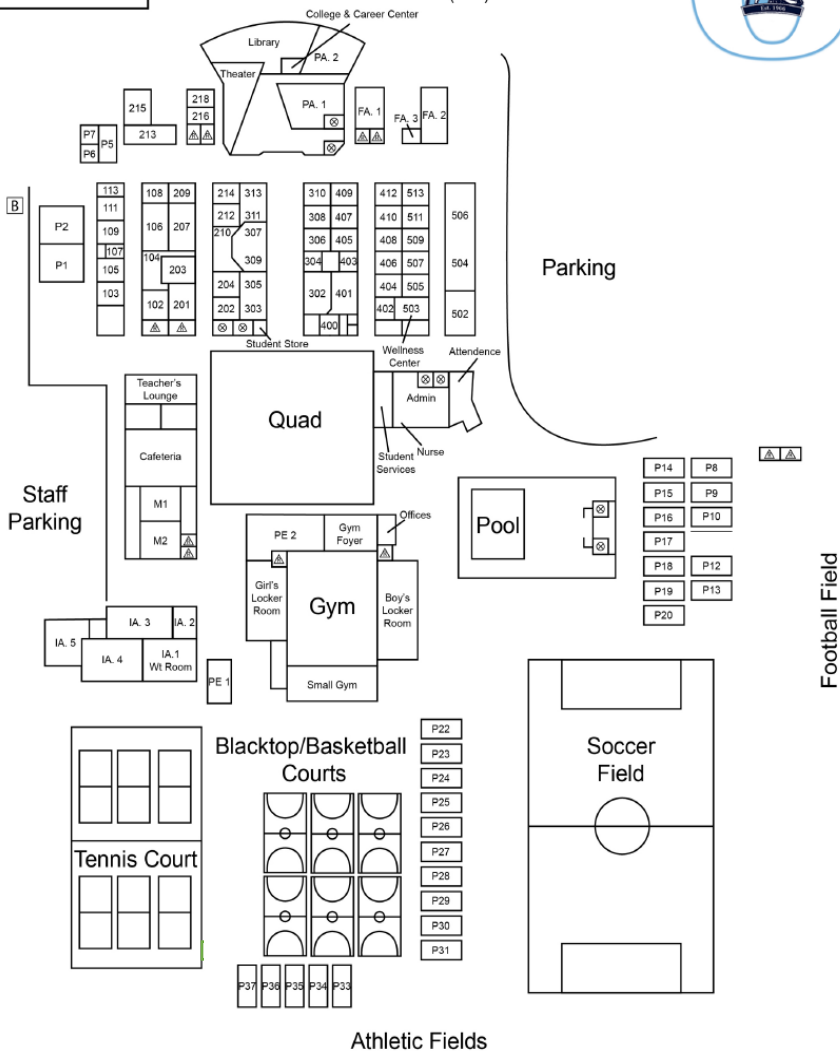 Est. 1966
College & Career Center
Library
PA. 2
Theater
PA. 1
218
216
215
213
FA. 1
FA. 3
FA. 2
P7
P5
P6
B
113
111
109
107
105
103
108
209
106
207
104
203
102
201
214
313
212
311
210
307
309
204
305
202
303
310
409
308
407
306
405
304
403
302
401
400
412
513
410
511
408
509
406
507
404
505
402
503
506
504
502
P2
P1
Parking
Student Store
Wellness
Center
Attendence
Teacher's
Lounge
Quad
Admin
Cafeteria
Student
Services
Nurse
Staff
Parking
M1
M2
PE 2
Gym
Foyer
Offices
Pool
P14
P8
P15
P9
P16
P10
P17
P18
P12
P19
P13
P20
Football Field
Girl's
Locker
Room
Gym
Boy's
Locker
Room
Small Gym
IA. 3
IA. 2
IA. 5
IA. 4
IA.1
Wt Room
PE 1
Blacktop/Basketball
Courts
Soccer
Field
P22
P23
P24
P25
P26
P27
P28
P29
P30
P31
Tennis Court
P37
P36
P35
P34
P33
Athletic Fields